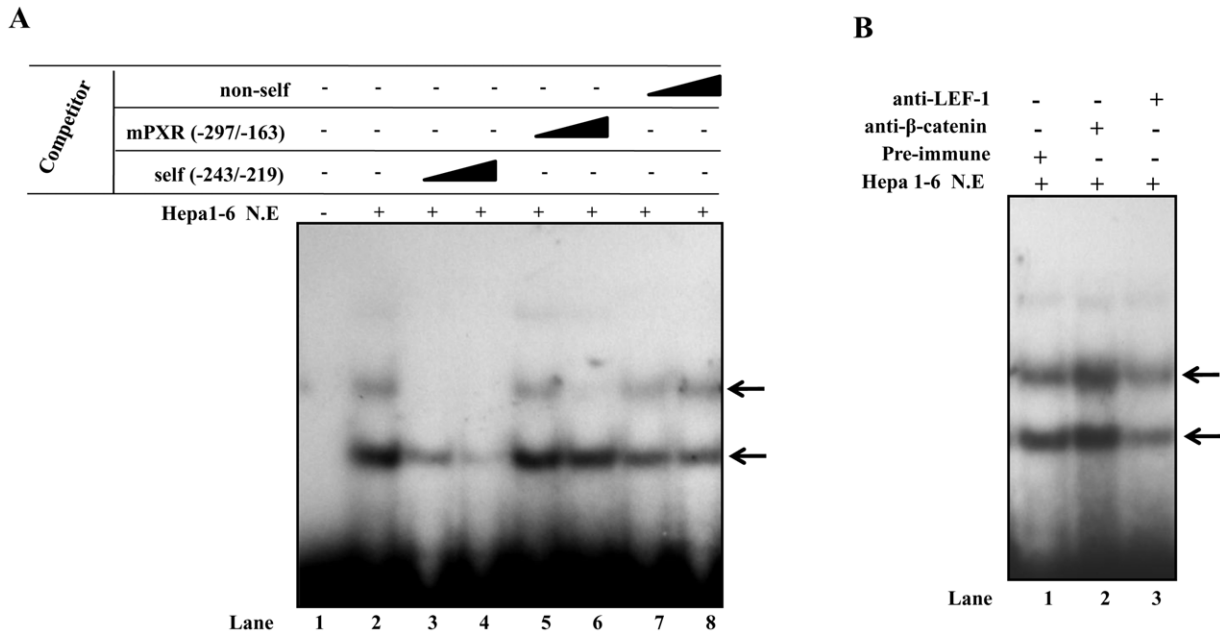 A
Competitor
non-self - - - - - -
mPXR (-297/-163) - - - - - -
self (-243/-219) - - - - - -
Hepa1-6 N.E - + + + + + + +
Lane 1 2 3 4 5 6 7 8
B
anti-LEF-1 - - +
anti-β-catenin - + -
Pre-immune + - -
Hepa 1-6 N.E + + +
Lane 1 2 3